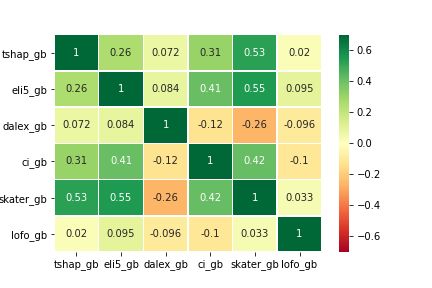 tshap_gb 1 0.26 0.072 0.31 0.53 0.02
eli5_gb 0.26 1 0.084 0.41 0.55 0.095
dalex_gb 0.072 0.084 1 -0.12 -0.26 -0.096
ci_gb 0.31 0.41 -0.12 1 0.42 -0.1
skater_gb 0.53 0.55 -0.26 0.42 1 0.033
lofo_gb 0.02 0.095 -0.096 -0.1 0.033 1
tshap_gb eli5_gb dalex_gb ci_gb skater_gb lofo_gb
0.6
0.4
0.2
0.0
−0.2
−0.4
−0.6